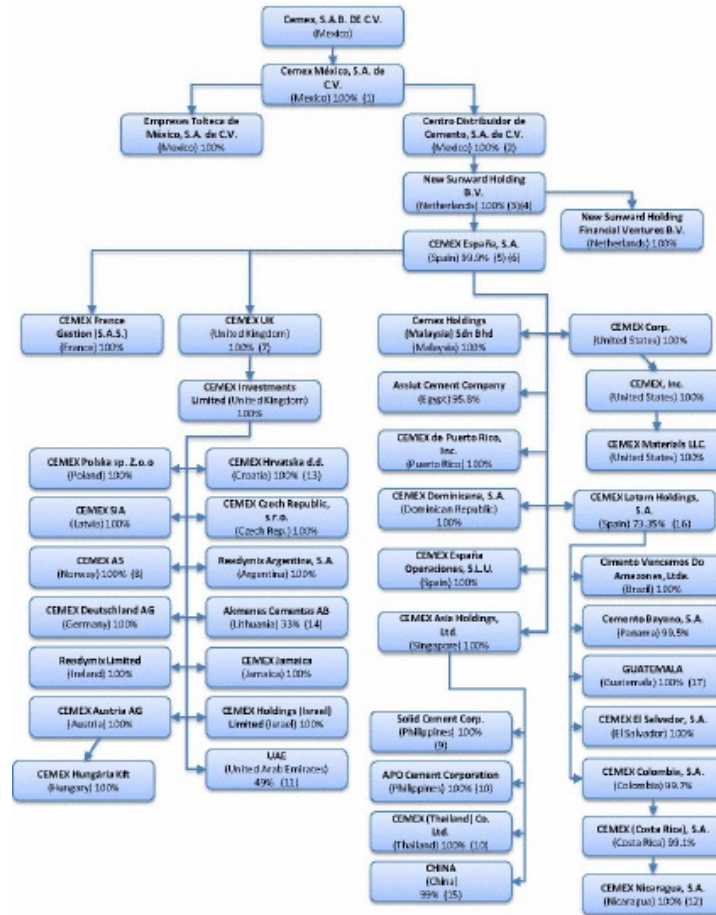 Cemex, S.A.B. DE C.V.
(Mexico)
Cemex México, S.A. de
C.V.
(Mexico) 100% (1)
Empresas Tolteca de
México, S.A. de C.V.
(Mexico) 100%
Centro Distribuidor de
Cemento, S.A. de C.V.
(Mexico) 100% (2)
New Sunward Holding
B.V.
(Netherlands) 100% (3)(4)
New Sunward Holding
Financial Ventures B.V.
(Netherlands) 100%
CEMEX España, S.A.
(Spain) 99.9% (5) (6)
CEMEX France
Gestion (S.A.S.)
(France) 100%
CEMEX UK
(United Kingdom)
100% (7)
Cemex Holdings
(Malaysia) Sdn Bhd
(Malaysia) 100%
CEMEX Corp.
(United States) 100%
CEMEX Investments
Limited (United Kingdom)
100%
Assiut Cement Company
(Egypt) 95.8%
CEMEX, Inc.
(United States) 100%
CEMEX de Puerto Rico,
Inc.
(Puerto Rico) 100%
CEMEX Materials LLC.
(United States) 100%
CEMEX Polska sp. Z.o.o
(Poland) 100%
CEMEX Hrvatska d.d.
(Croatia) 100% (13)
CEMEX SIA
(Latvia) 100%
CEMEX Czech Republic,
s.r.o.
(Czech Rep.) 100%
CEMEX Dominicana, S.A.
(Dominican Republic)
100%
CEMEX Latam Holdings,
S.A.
(Spain) 73.35% (16)
CEMEX AS
(Norway) 100% (8)
Readymix Argentina, S.A.
(Argentina) 100%
CEMEX España
Operaciones, S.L.U.
(Spain) 100%
Cimento Vencemos Do
Amazonas, Ltda.
(Brazil) 100%
CEMEX Deutschland AG
(Germany) 100%
Akmenes Cementas AB
(Lithuania) 33% (14)
CEMEX Asia Holdings,
Ltd.
(Singapore) 100%
Cemento Bayano, S.A.
(Panama) 99.5%
Readymix Limited
(Ireland) 100%
CEMEX Jamaica
(Jamaica) 100%
GUATEMALA
(Guatemala) 100% (17)
CEMEX Austria AG
(Austria) 100%
CEMEX Holdings (Israel)
Limited (Israel) 100%
Solid Cement Corp.
(Philippines) 100%
(9)
CEMEX El Salvador, S.A.
(El Salvador) 100%
CEMEX Hungária Kft
(Hungary) 100%
UAE
(United Arab Emirates)
49% (11)
APO Cement Corporation
(Philippines) 100% (10)
CEMEX Colombia, S.A.
(Colombia) 99.7%
CEMEX (Thailand) Co.
Ltd.
(Thailand) 100% (10)
CEMEX (Costa Rica), S.A.
(Costa Rica) 99.1%
CHINA
(China)
99% (15)
CEMEX Nicaragua, S.A.
(Nicaragua) 100% (12)